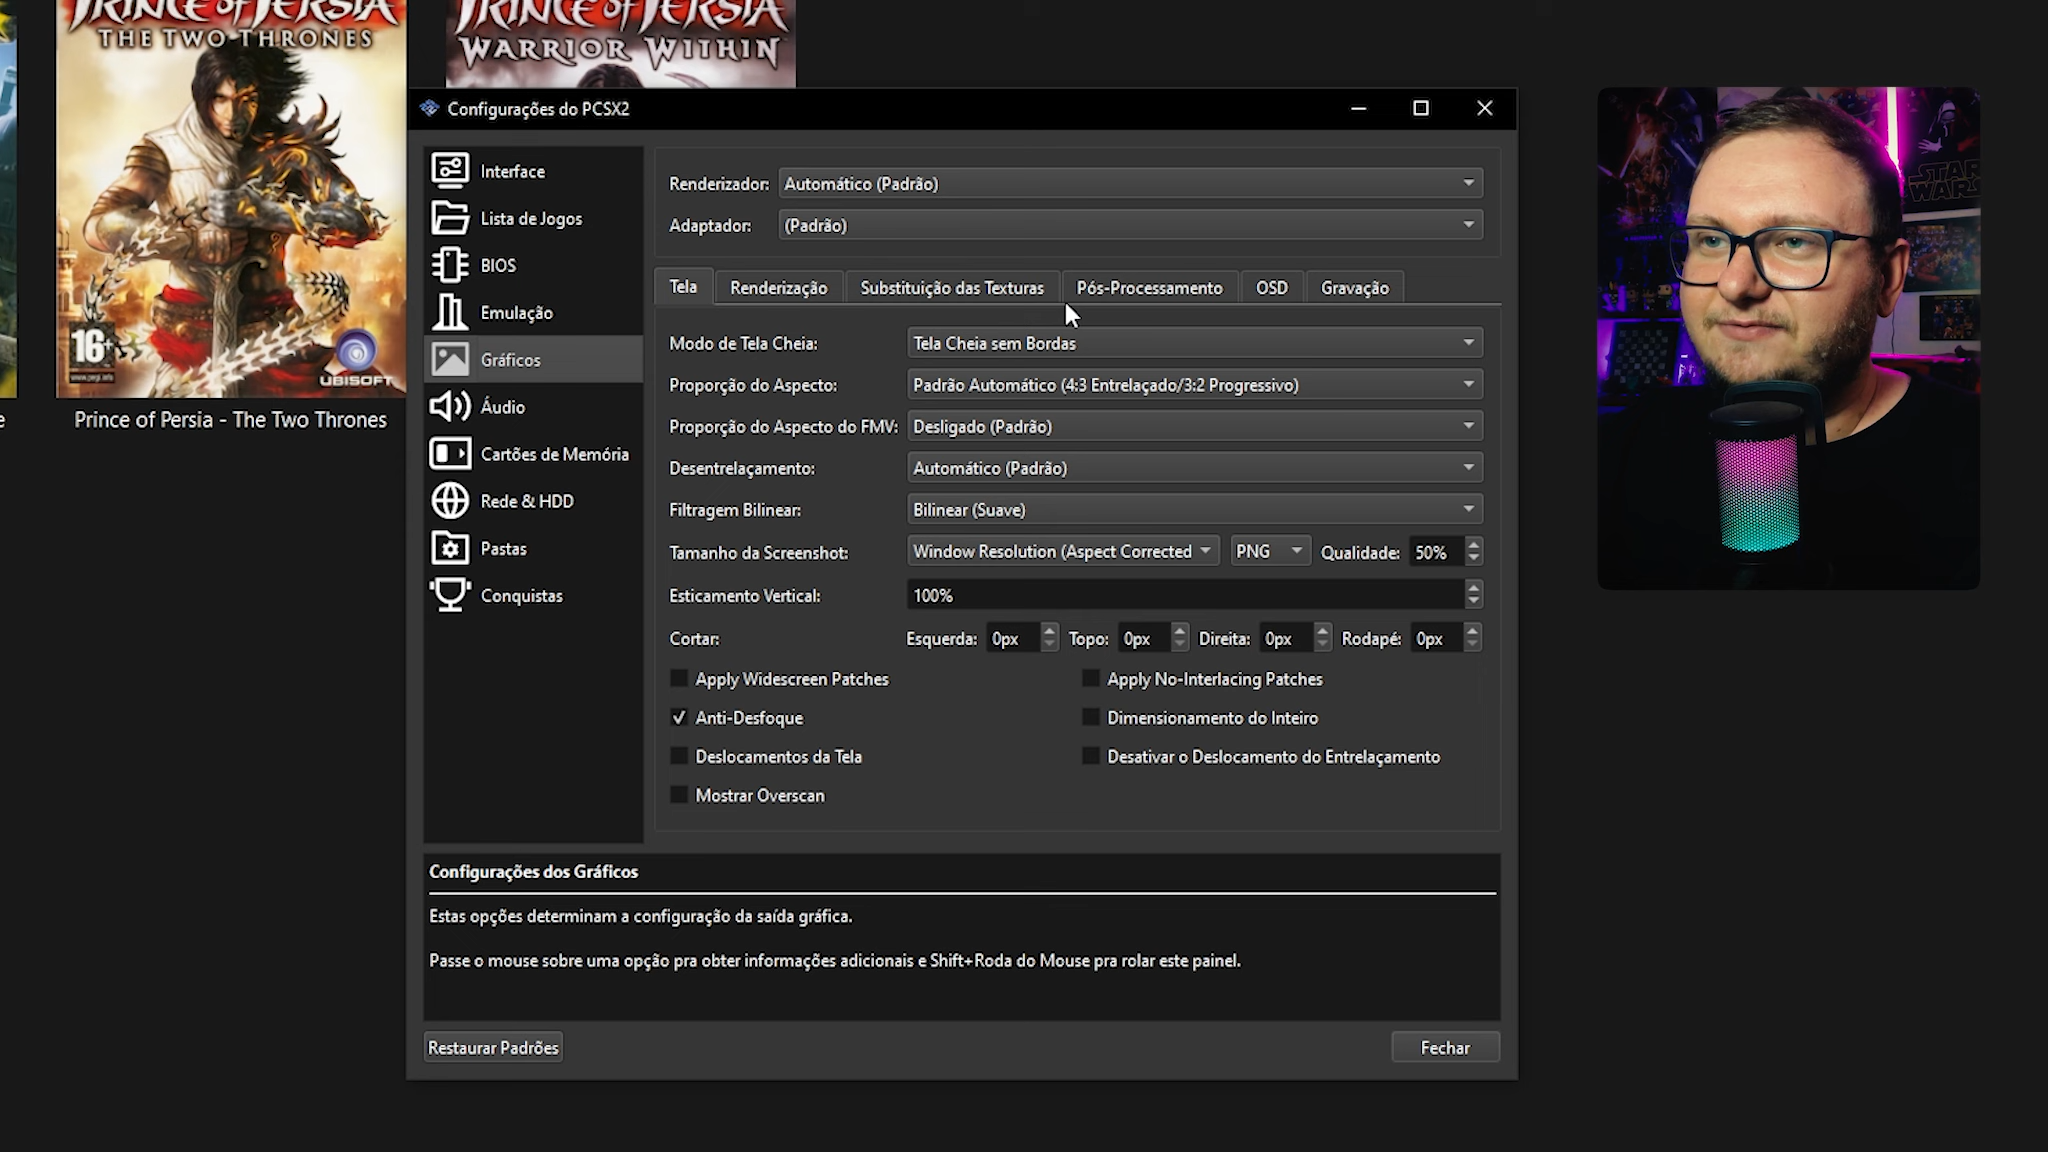 PRINCE of PERSIA
THE TWO THRONES
16+
www.pegi.info
UBISOFT
e
Prince of Persia - The Two Thrones
PRINCE of PERSIA
WARRIOR WITHIN
Configurações do PCSX2
Interface
Lista de Jogos
BIOS
Emulação
Gráficos
Áudio
Cartões de Memória
Rede & HDD
Pastas
Conquistas
Renderizador: Automático (Padrão)
Adaptador: (Padrão)
Tela Renderização Substituição das Texturas Pós-Processamento OSD Gravação
Modo de Tela Cheia: Tela Cheia sem Bordas
Proporção do Aspecto: Padrão Automático (4:3 Entrelaçado/3:2 Progressivo)
Proporção do Aspecto do FMV: Desligado (Padrão)
Desentrelaçamento: Automático (Padrão)
Filtragem Bilinear: Bilinear (Suave)
Tamanho da Screenshot: Window Resolution (Aspect Corrected PNG Qualidade: 50%
Esticamento Vertical: 100%
Cortar: Esquerda: 0px Topo: 0px Direita: 0px Rodapé: 0px
Apply Widescreen Patches Apply No-Interlacing Patches
Anti-Desfoque Dimensionamento do Inteiro
Deslocamentos da Tela Desativar o Deslocamento do Entrelaçamento
Mostrar Overscan
Configurações dos Gráficos
Estas opções determinam a configuração da saída gráfica.
Passe o mouse sobre uma opção pra obter informações adicionais e Shift+Roda do Mouse pra rolar este painel.
Restaurar Padrões Fechar
STAR
WARS